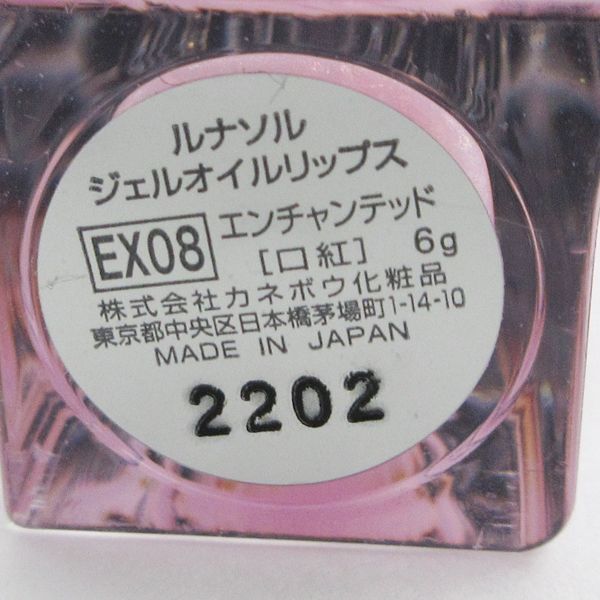 ルナソル
ジェルオイルリップス
EX08 エンチャンテッド
[口紅] 6g
株式会社カネボウ化粧品
東京都中央区日本橋茅場町1-14-10
MADE IN JAPAN
2202